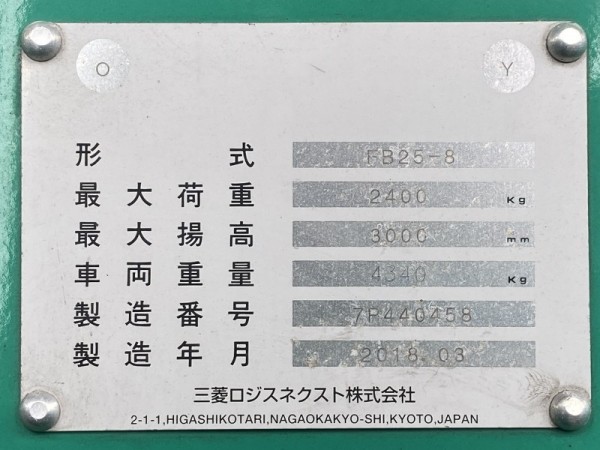 O Y
形式 FB25-8
最大荷重 2400 Kg
最大揚高 3000 mm
車両重量 4340 Kg
製造番号 7P440458
製造年月 2018.03
三菱ロジスネクスト株式会社
2-1-1,HIGASHIKOTARI,NAGAOKAKYO-SHI,KYOTO,JAPAN